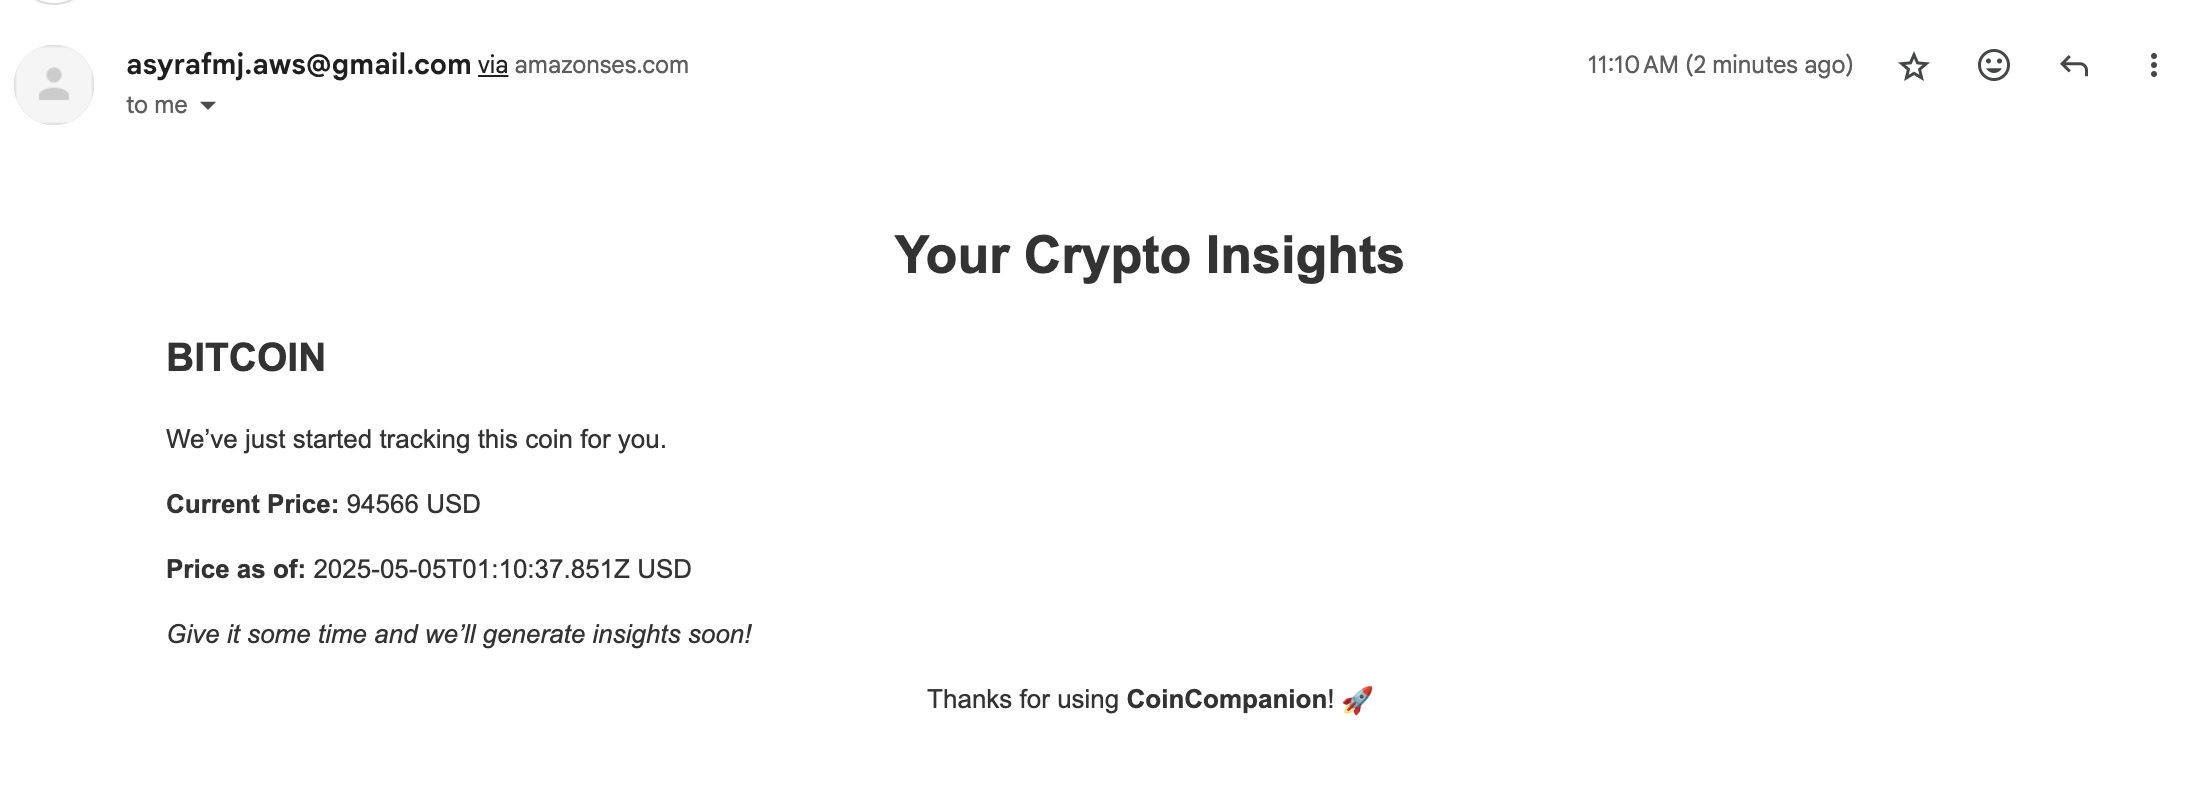 asyrafmj.aws@gmail.com via amazonses.com 11:10 AM (2 minutes ago)
to me
Your Crypto Insights
BITCOIN
We’ve just started tracking this coin for you.
Current Price: 94566 USD
Price as of: 2025-05-05T01:10:37.851Z USD
Give it some time and we’ll generate insights soon!
Thanks for using CoinCompanion! 🚀